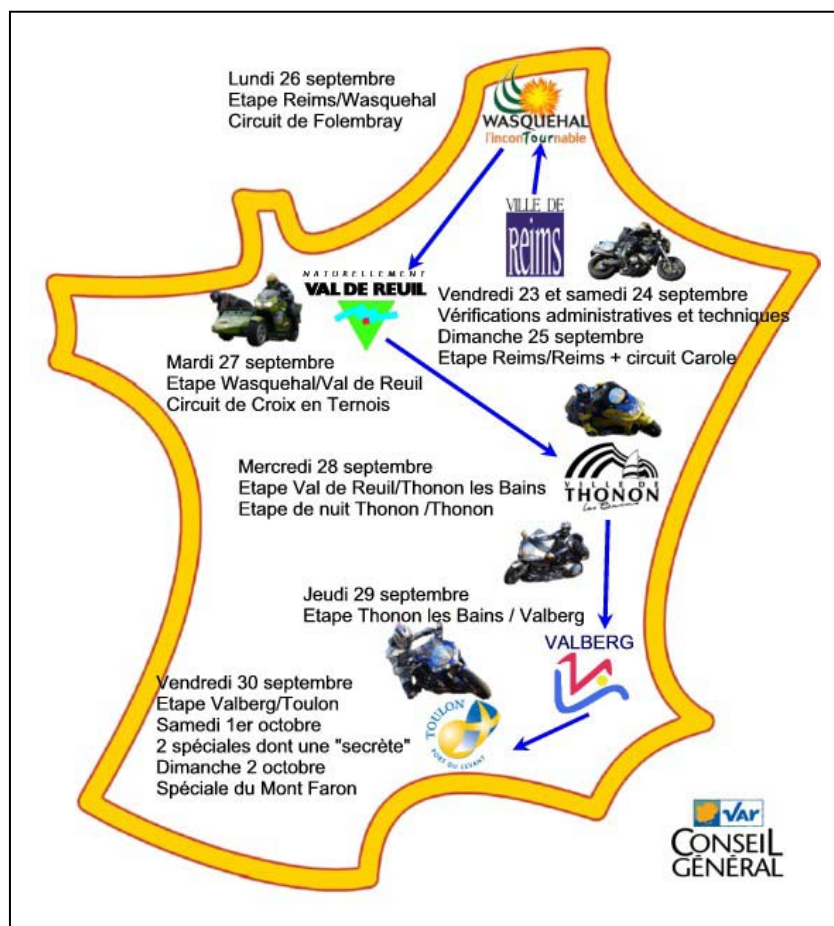 Lundi 26 septembre
Etape Reims/Wasquehal
Circuit de Folembray
WASQUEHAL
l'inconTournable
VILLE DE
Reims
NATURELLEMENT
VAL DE REUIL
Vendredi 23 et samedi 24 septembre
Vérifications administratives et techniques
Dimanche 25 septembre
Etape Reims/Reims + circuit Carole
Mardi 27 septembre
Etape Wasquehal/Val de Reuil
Circuit de Croix en Ternois
Mercredi 28 septembre
Etape Val de Reuil/Thonon les Bains
Etape de nuit Thonon /Thonon
VILLE DE
THONON
les Bains
Jeudi 29 septembre
Etape Thonon les Bains / Valberg
VALBERG
Vendredi 30 septembre
Etape Valberg/Toulon
Samedi 1er octobre
2 spéciales dont une "secrète"
Dimanche 2 octobre
Spéciale du Mont Faron
TOULON
PORT DU LEVANT
Var
CONSEIL
GÉNÉRAL